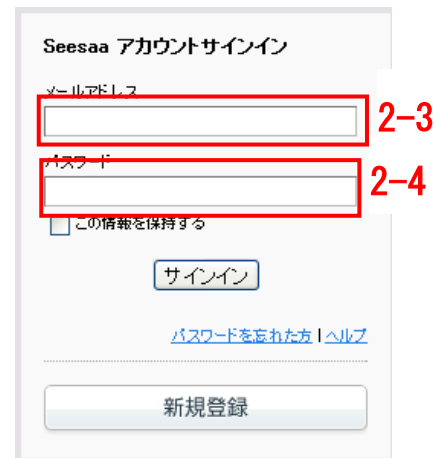 Seesaa アカウントサインイン
メールアドレス
2-3
パスワード
2-4
この情報を保持する
サインイン
パスワードを忘れた方 | ヘルプ
新規登録